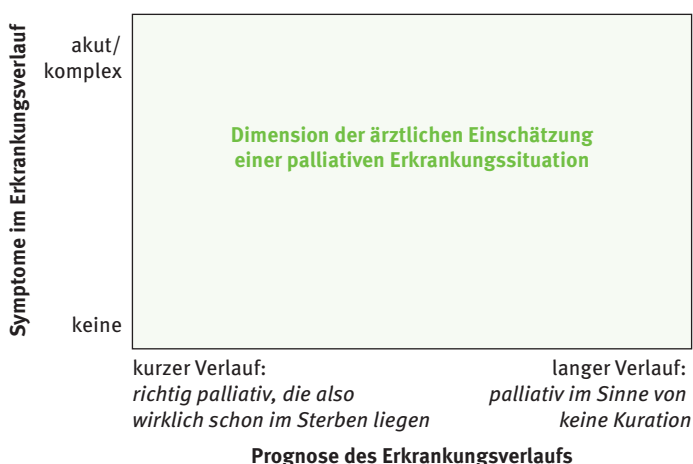 Symptome im Erkrankungsverlauf
akut/
komplex
Dimension der ärztlichen Einschätzung
einer palliativen Erkrankungssituation
keine
kurzer Verlauf:
richtig palliativ, die also
wirklich schon im Sterben liegen
langer Verlauf:
palliativ im Sinne von
keine Kuration
Prognose des Erkrankungsverlaufs